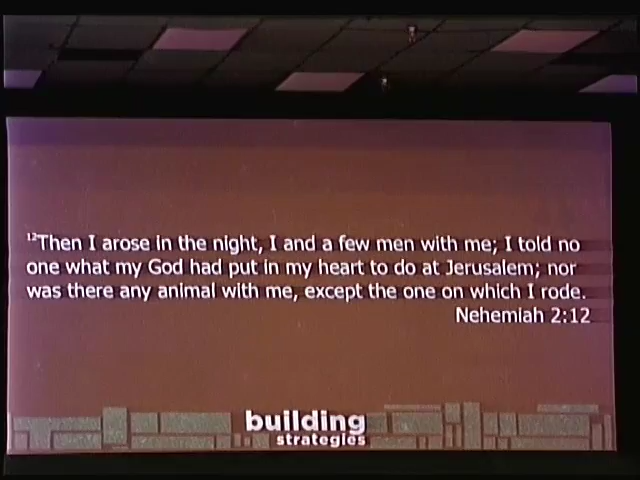 ¹²Then I arose in the night, I and a few men with me; I told no
one what my God had put in my heart to do at Jerusalem; nor
was there any animal with me, except the one on which I rode.
Nehemiah 2:12
building
strategies